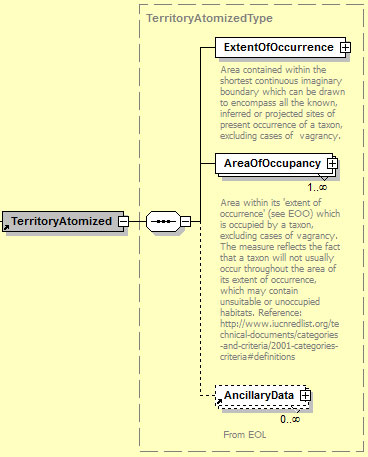 TerritoryAtomizedType
ExtentOfOccurrence
Area contained within the
shortest continuous imaginary
boundary which can be drawn
to encompass all the known,
inferred or projected sites of
present occurrence of a taxon,
excluding cases of vagrancy.
AreaOfOccupancy
1..∞
TerritoryAtomized
Area within its 'extent of
occurrence' (see EOO) which
is occupied by a taxon,
excluding cases of vagrancy.
The measure reflects the fact
that a taxon will not usually
occur throughout the area of
its extent of occurrence,
which may contain
unsuitable or unoccupied
habitats. Reference:
http://www.iucnredlist.org/te
chnical-documents/categories
-and-criteria/2001-categories-
criteria#definitions
AncillaryData
0..∞
From EOL